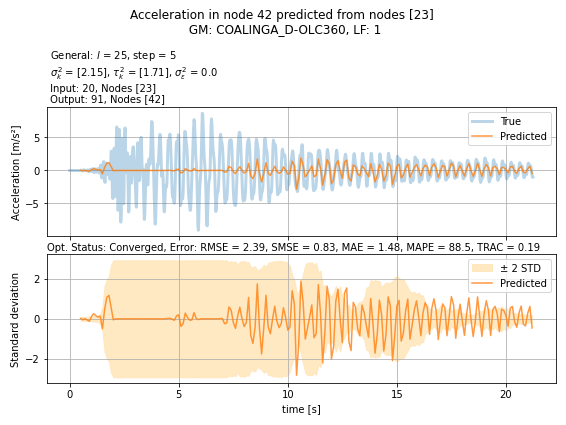 Acceleration in node 42 predicted from nodes [23]
GM: COALINGA_D-OLC360, LF: 1
General: l = 25, step = 5
σ²ₖ = [2.15], τ²ₖ = [1.71], σ²ε = 0.0
Input: 20, Nodes [23]
Output: 91, Nodes [42]
Acceleration [m/s²]
5
0
−5
True
Predicted
Opt. Status: Converged, Error: RMSE = 2.39, SMSE = 0.83, MAE = 1.48, MAPE = 88.5, TRAC = 0.19
Standard deviation
2
0
−2
± 2 STD
Predicted
0 5 10 15 20
time [s]